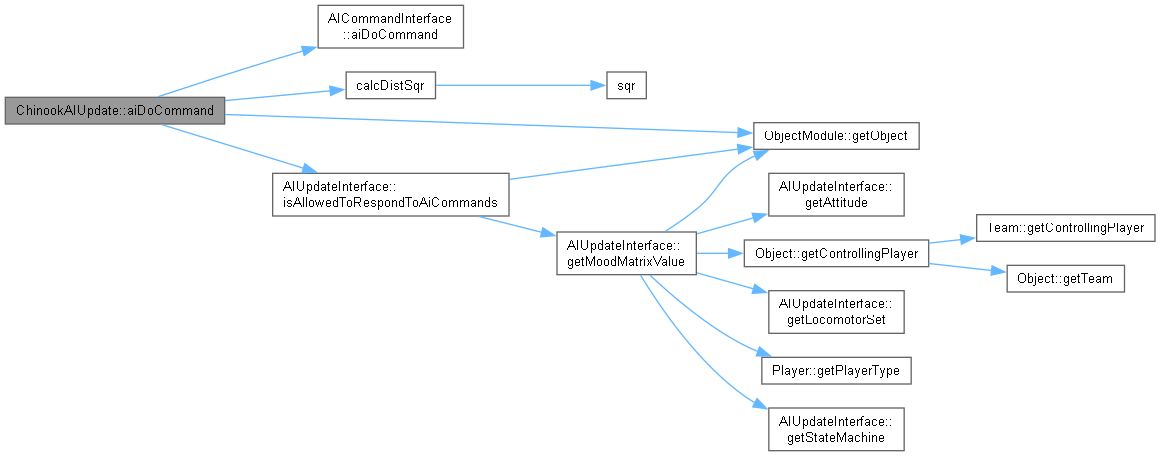 AICommandInterface
::aiDoCommand
ChinookAIUpdate::aiDoCommand
calcDistSqr
sqr
ObjectModule::getObject
AIUpdateInterface::
isAllowedToRespondToAiCommands
AIUpdateInterface::
getAttitude
AIUpdateInterface::
getMoodMatrixValue
Object::getControllingPlayer
Team::getControllingPlayer
Object::getTeam
AIUpdateInterface::
getLocomotorSet
Player::getPlayerType
AIUpdateInterface::
getStateMachine